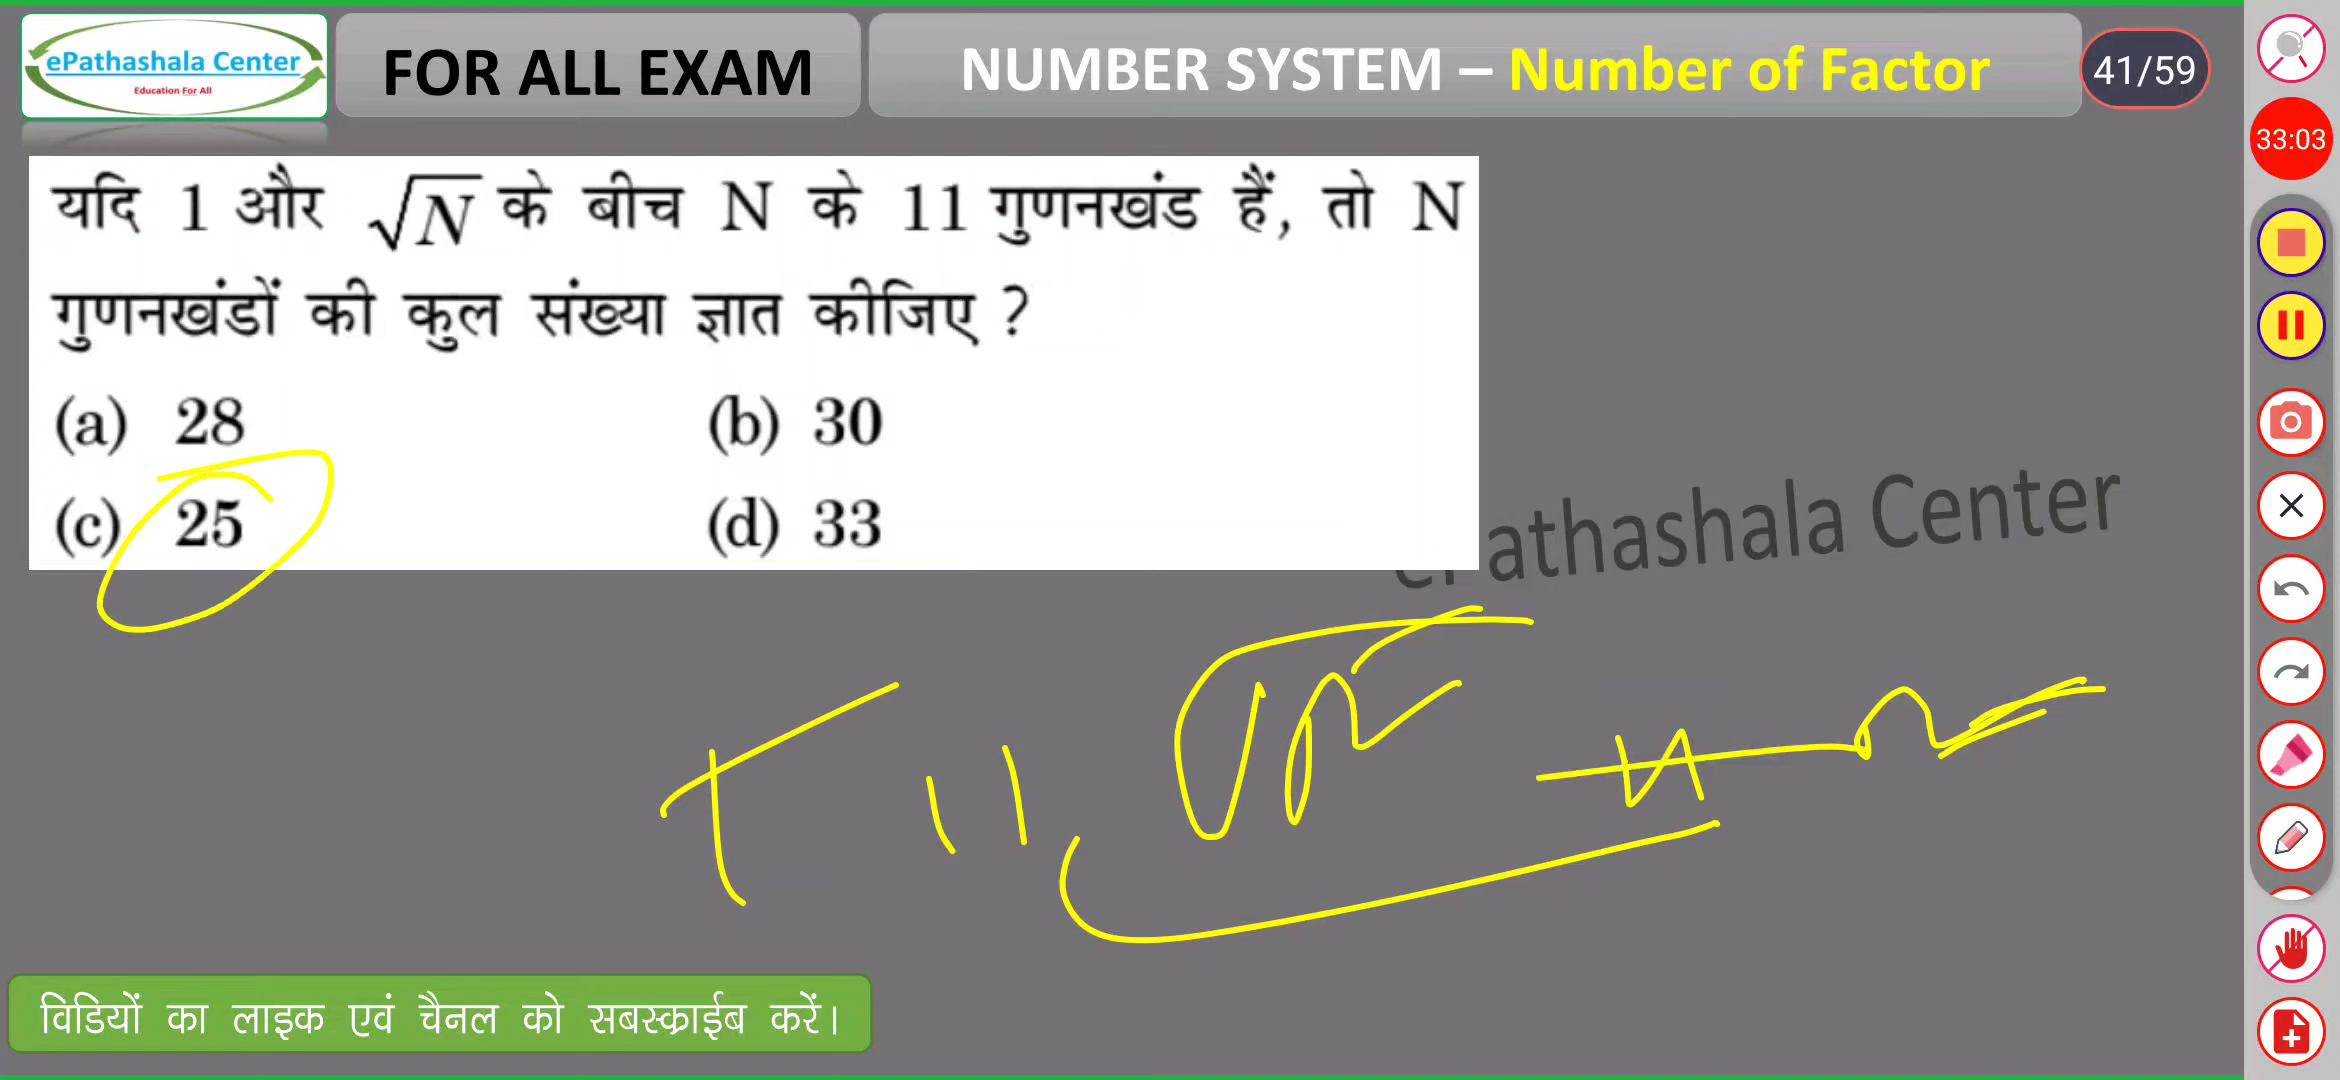 ePathashala Center
Education For All
FOR ALL EXAM
NUMBER SYSTEM – Number of Factor
41/59
33:03
यदि 1 और √N के बीच N के 11 गुणनखंड हैं, तो N
गुणनखंडों की कुल संख्या ज्ञात कीजिए ?
(a) 28 (b) 30
(c) 25 (d) 33
ePathashala Center
विडियों का लाइक एवं चैनल को सबस्क्राईब करें।